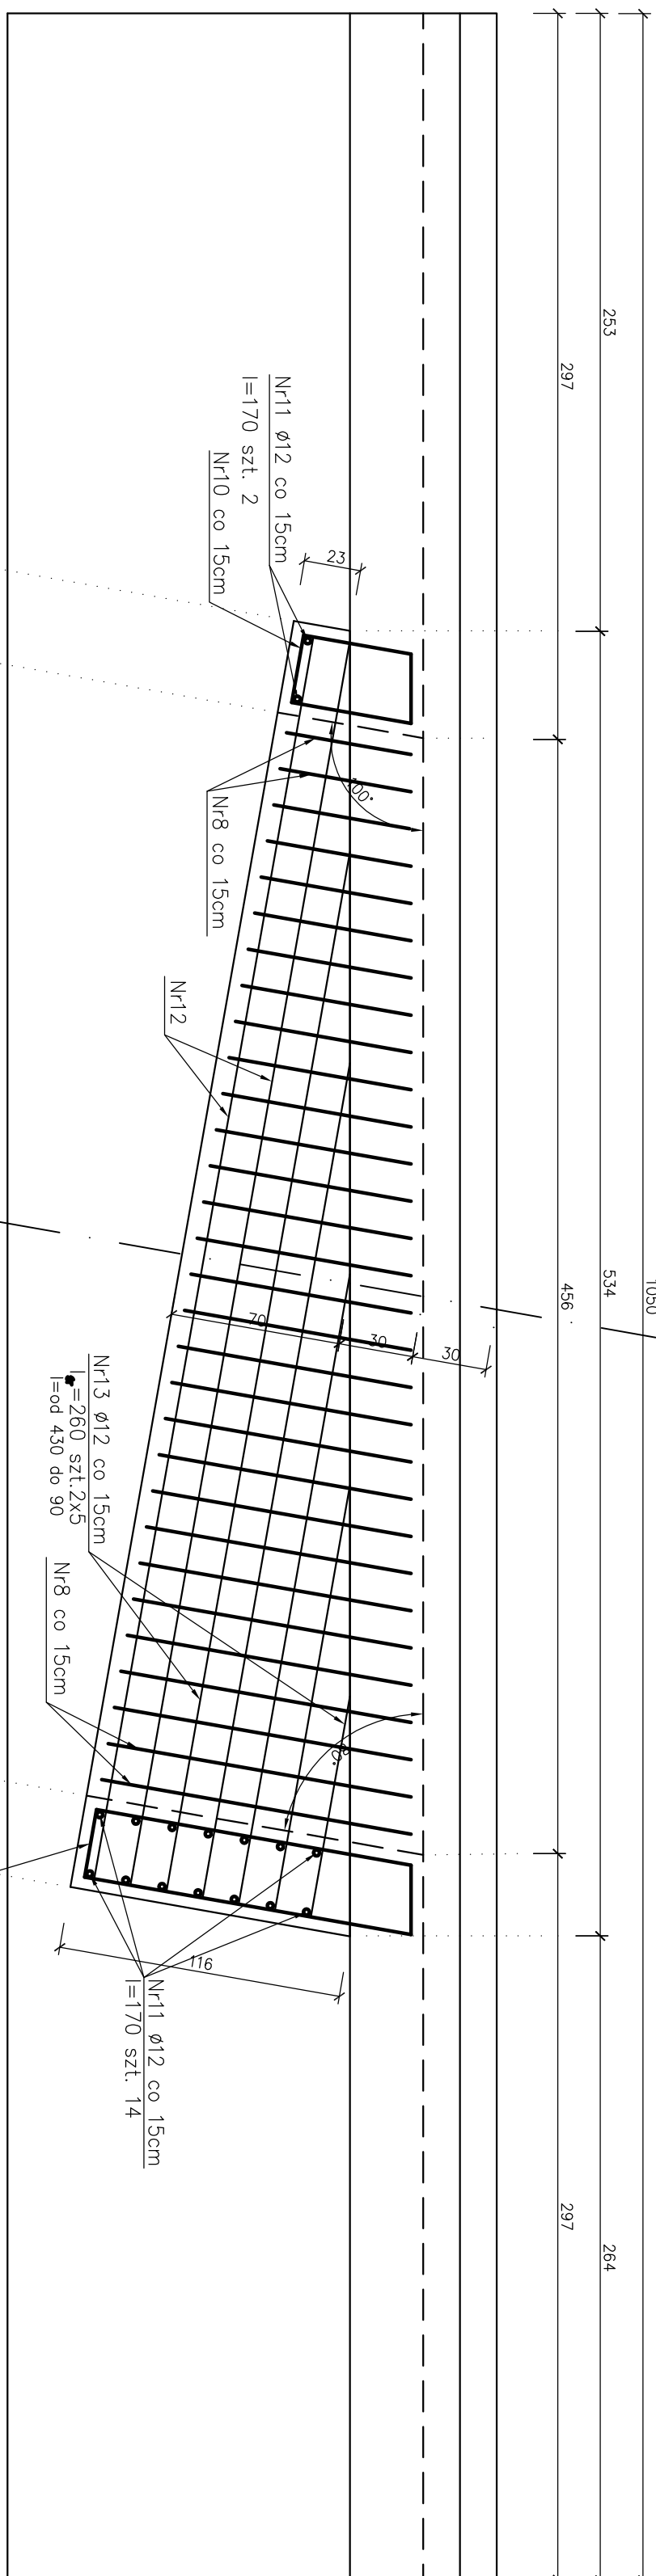 1050
253
534
264
297
456
297
Nr11 ø12 co 15cm
l=170 szt. 2
Nr10 co 15cm
23
100°
Nr8 co 15cm
Nr12
70
30
30
Nr13 ø12 co 15cm
=260 szt.2x5
l=od 430 do 90
Nr8 co 15cm
116
Nr11 ø12 co 15cm
l=170 szt. 14